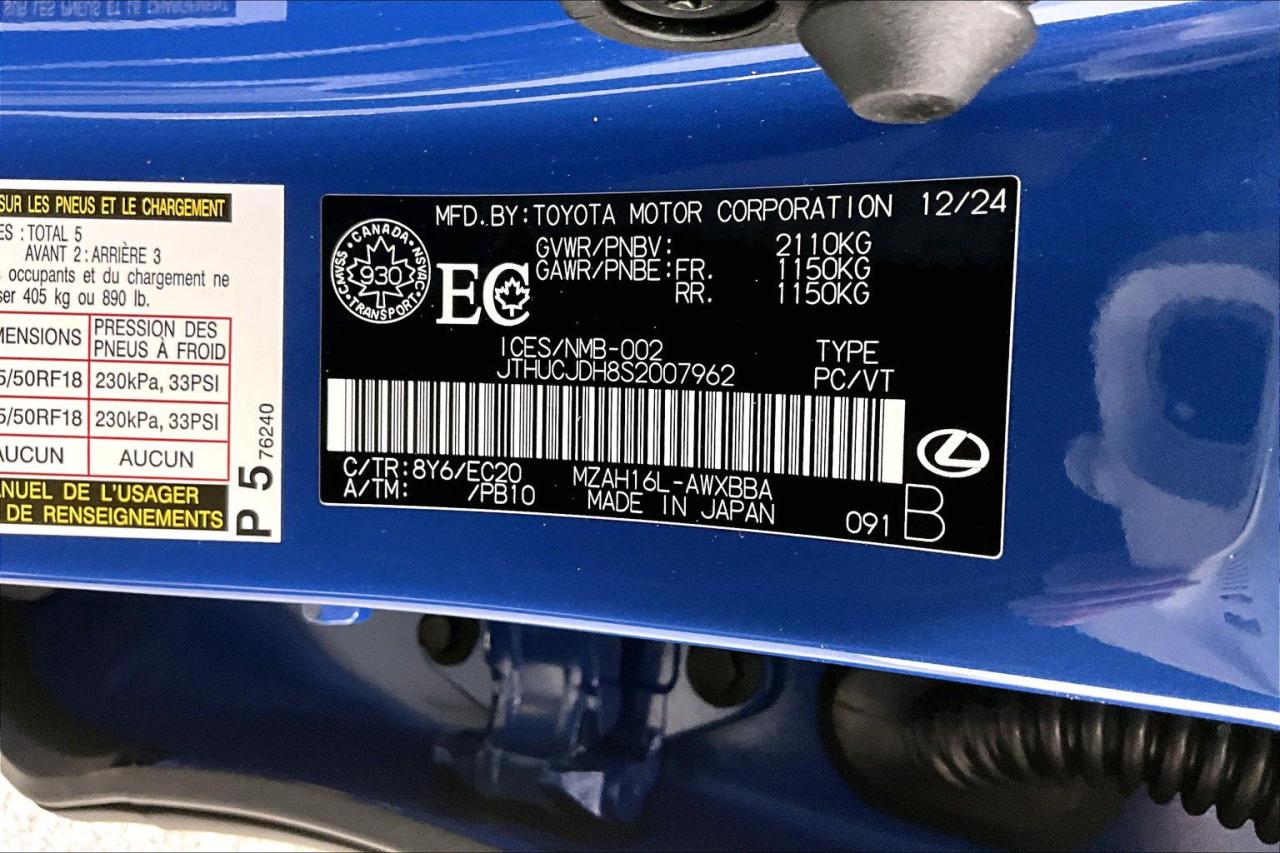 SUR LES PNEUS ET LE CHARGEMENT
ES : TOTAL 5
AVANT 2 : ARRIÈRE 3
occupants et du chargement ne
ser 405 kg ou 890 lb.
MENSIONS PRESSION DES PNEUS À FROID
5/50RF18 230kPa, 33PSI
5/50RF18 230kPa, 33PSI
AUCUN AUCUN
ANUEL DE L'USAGER
DE RENSEIGNEMENTS
P 5 76240
MFD.BY:TOYOTA MOTOR CORPORATION 12/24
CANADA
CMVSS NSVAC
930
TRANSPORT
EC
GVWR/PNBV: 2110KG
GAWR/PNBE:FR. 1150KG
RR. 1150KG
ICES/NMB-002 TYPE
JTHUCJDH8S2007962 PC/VT
C/TR:8Y6/EC20 MZAH16L-AWXBBA
A/TM: /PB10 MADE IN JAPAN
091 B